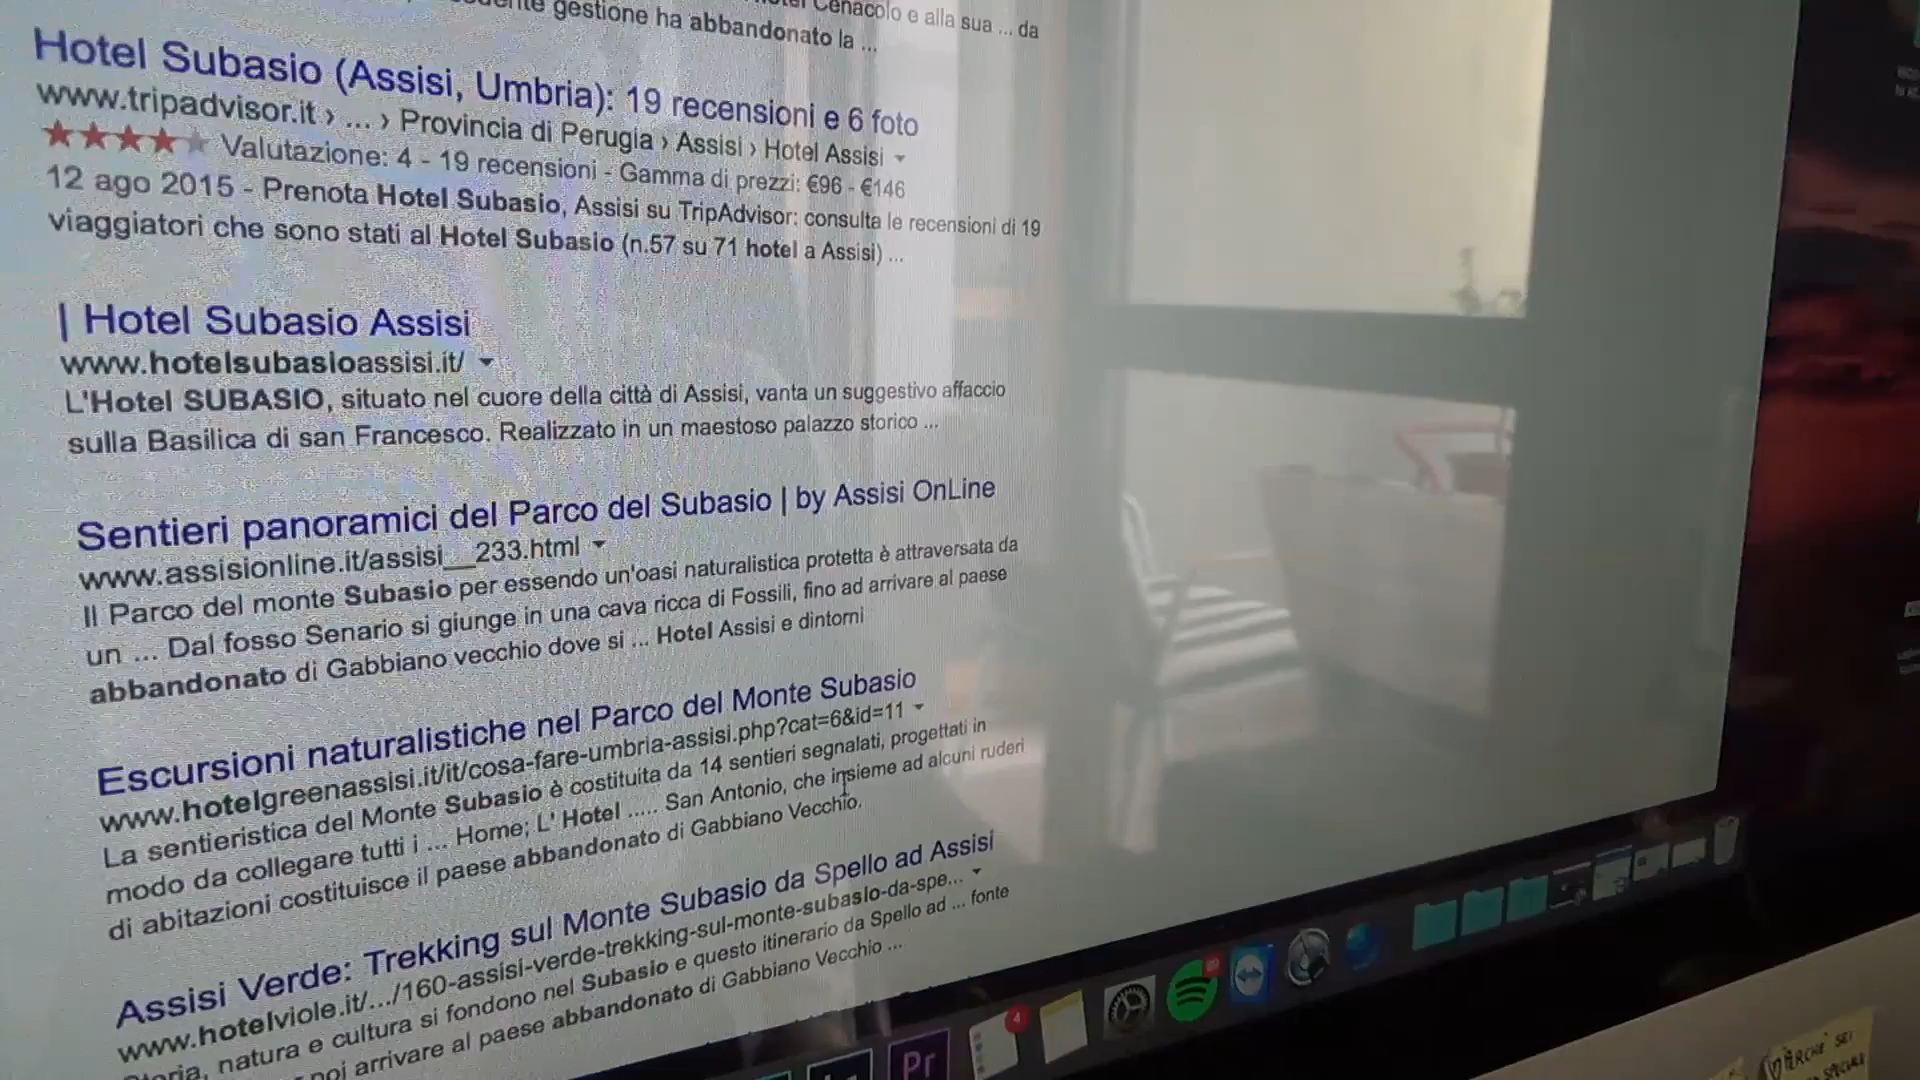 gestione ha abbandonato la ...
Cenacolo e alla sua ... da
Hotel Subasio (Assisi, Umbria): 19 recensioni e 6 foto
www.tripadvisor.it › ... › Provincia di Perugia › Assisi › Hotel Assisi
Valutazione: 4 - 19 recensioni - Gamma di prezzi: €96 - €146
12 ago 2015 - Prenota Hotel Subasio, Assisi su TripAdvisor: consulta le recensioni di 19
viaggiatori che sono stati al Hotel Subasio (n.57 su 71 hotel a Assisi) ...
| Hotel Subasio Assisi
www.hotelsubasioassisi.it/
L'Hotel SUBASIO, situato nel cuore della città di Assisi, vanta un suggestivo affaccio
sulla Basilica di san Francesco. Realizzato in un maestoso palazzo storico ...
Sentieri panoramici del Parco del Subasio | by Assisi OnLine
www.assisionline.it/assisi__233.html
Il Parco del monte Subasio per essendo un'oasi naturalistica protetta è attraversata da
un ... Dal fosso Senario si giunge in una cava ricca di Fossili, fino ad arrivare al paese
abbandonato di Gabbiano vecchio dove si ... Hotel Assisi e dintorni
Escursioni naturalistiche nel Parco del Monte Subasio
www.hotelgreenassisi.it/it/cosa-fare-umbria-assisi.php?cat=6&id=11
La sentieristica del Monte Subasio è costituita da 14 sentieri segnalati, progettati in
modo da collegare tutti i ... Home; L' Hotel ..... San Antonio, che insieme ad alcuni ruderi
di abitazioni costituisce il paese abbandonato di Gabbiano Vecchio.
Assisi Verde: Trekking sul Monte Subasio da Spello ad Assisi
www.hotelviole.it/.../160-assisi-verde-trekking-sul-monte-subasio-da-spe...
natura e cultura si fondono nel Subasio e questo itinerario da Spello ad ... fonte
poi arrivare al paese abbandonato di Gabbiano Vecchio ...
Pr
4
PERCHE' SEI
SPECIALE